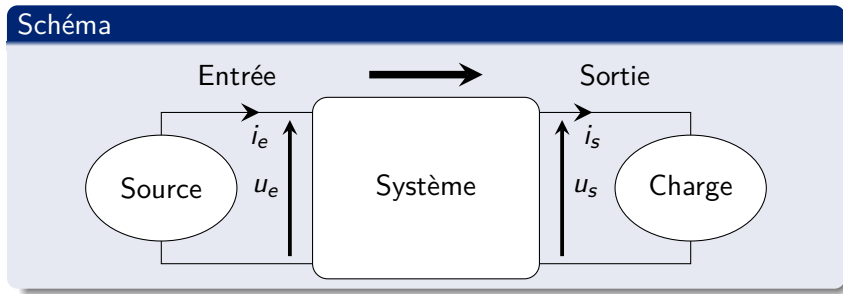 Schéma
Entrée
Sortie
i_e
i_s
Source
u_e
Système
u_s
Charge